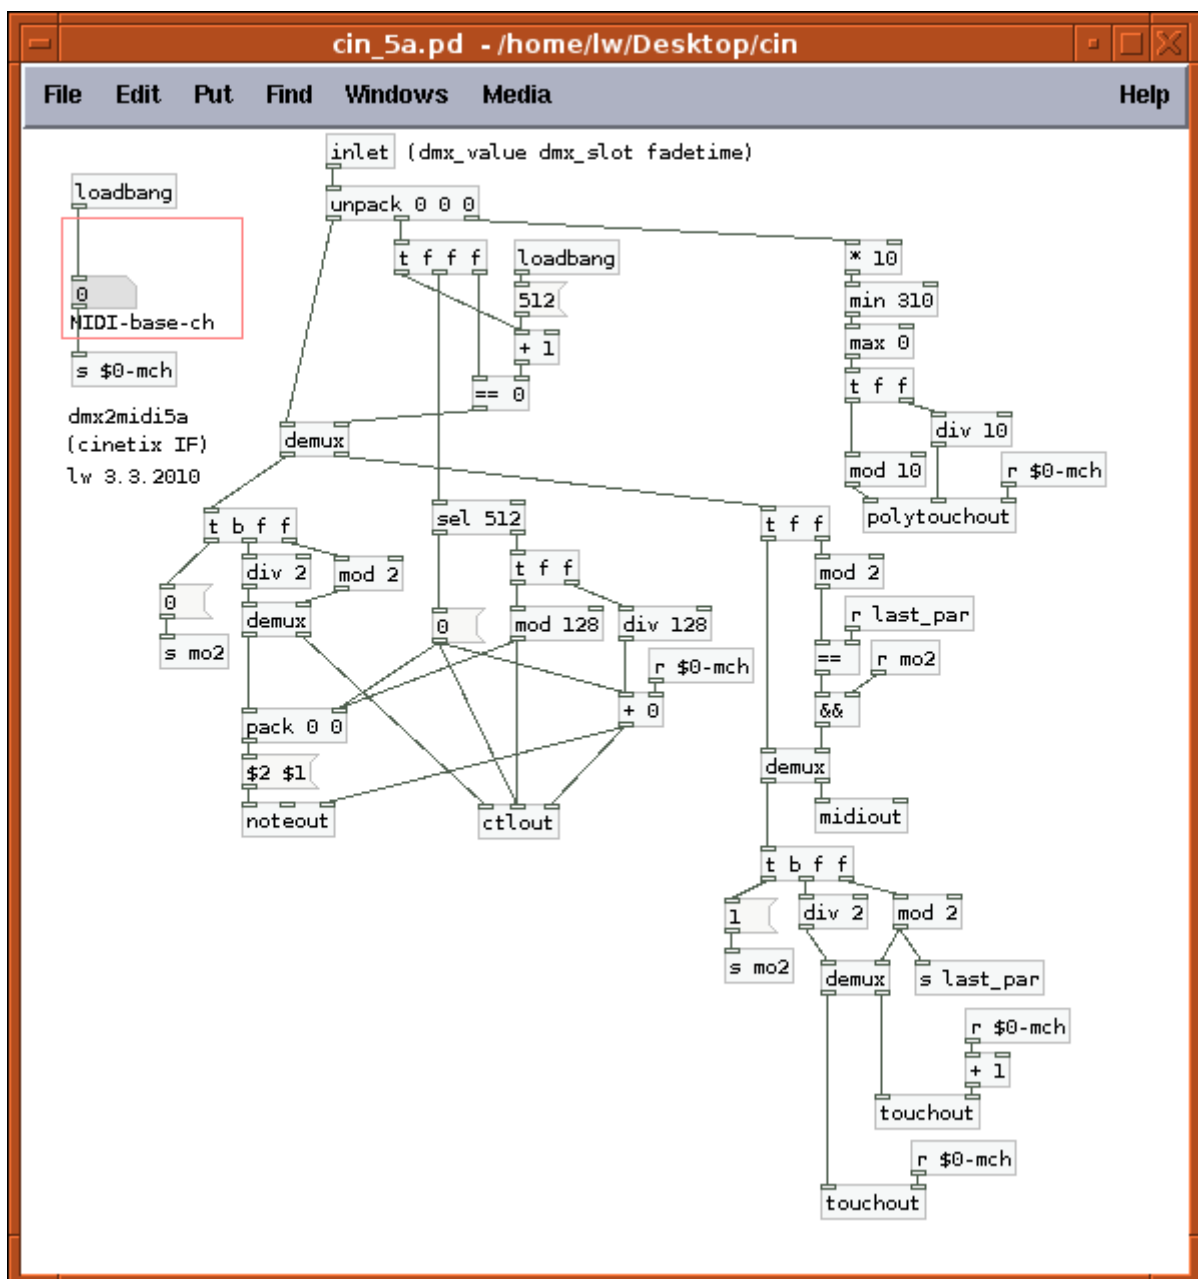 cin_5a.pd - /home/lw/Desktop/cin
File Edit Put Find Windows Media Help
inlet (dmx_value dmx_slot fadetime)
loadbang
unpack 0 0 0
t f f f
loadbang
* 10
0
512
min 310
MIDI-base-ch
+ 1
max 0
s $0-mch
== 0
t f f
dmx2midi5a
(cinetix IF)
lw 3.3.2010
demux
div 10
mod 10
r $0-mch
polytouchout
t b f f
sel 512
t f f
div 2
mod 2
t f f
mod 2
0
demux
0
mod 128
div 128
r last_par
s mo2
r $0-mch
==
r mo2
pack 0 0
+ 0
&&
$2 $1
demux
noteout
ctlout
midiout
t b f f
1
div 2
mod 2
s mo2
demux
s last_par
r $0-mch
+ 1
touchout
r $0-mch
touchout